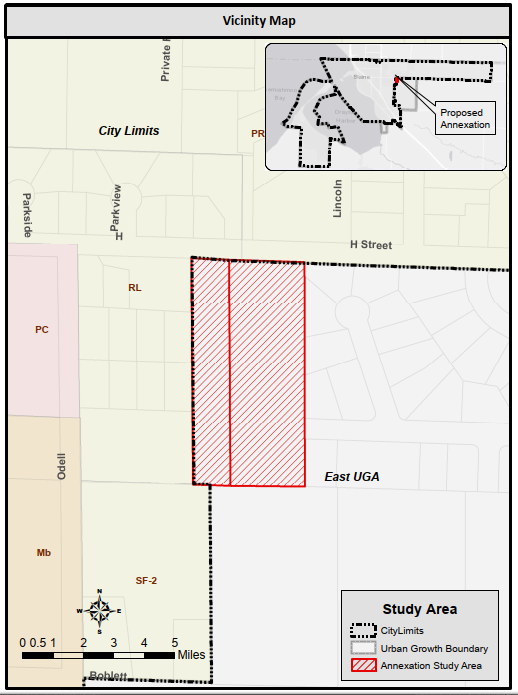 Vicinity Map
Private
City Limits
PR
Blaine
Proposed
Annexation
Parkside
Parkview
H
Lincoln
H Street
RL
PC
Odell
East UGA
Mb
SF-2
N
W E
S
0 0.5 1 2 3 4 5
Miles
Boblett
Study Area
CityLimits
Urban Growth Boundary
Annexation Study Area